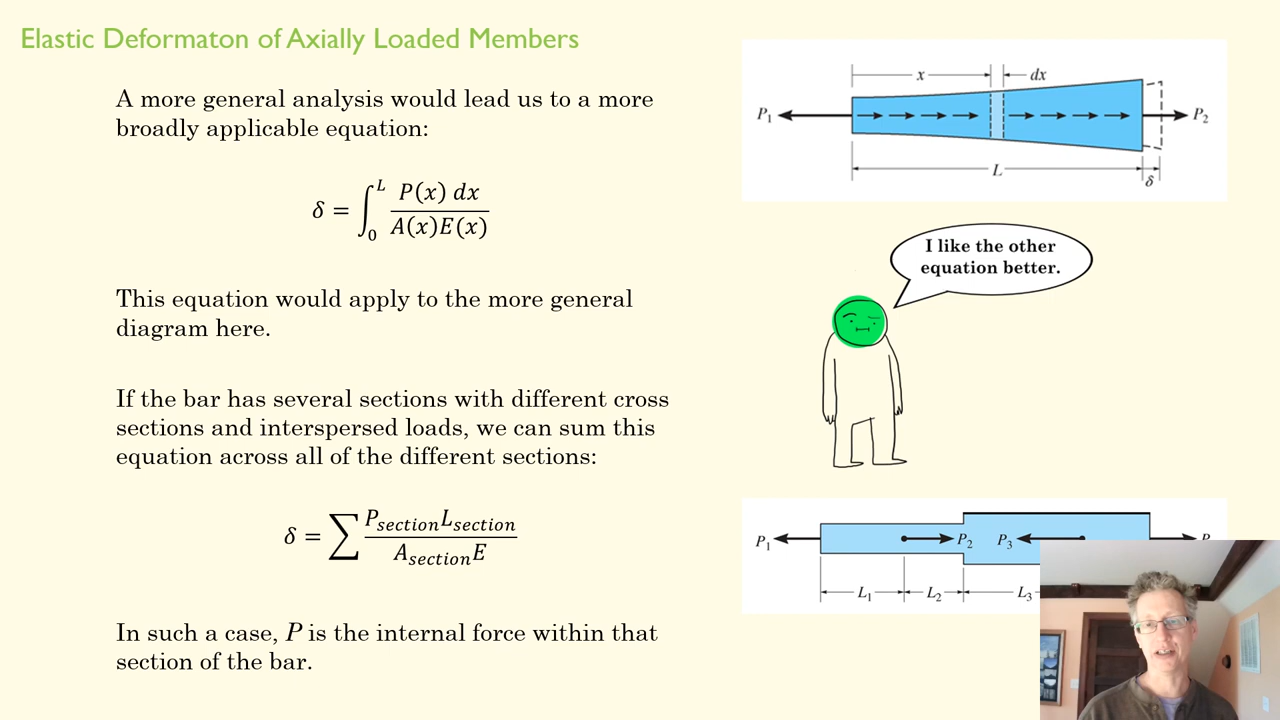 Elastic Deformaton of Axially Loaded Members
A more general analysis would lead us to a more
broadly applicable equation:
δ = ∫₀ᴸ P(x) dx / A(x)E(x)
This equation would apply to the more general
diagram here.
If the bar has several sections with different cross
sections and interspersed loads, we can sum this
equation across all of the different sections:
δ = ∑ P_section L_section / A_section E
In such a case, P is the internal force within that
section of the bar.
x dx
P₁ P₂
L δ
I like the other
equation better.
P₁ P₂ P₃
L₁ L₂ L₃